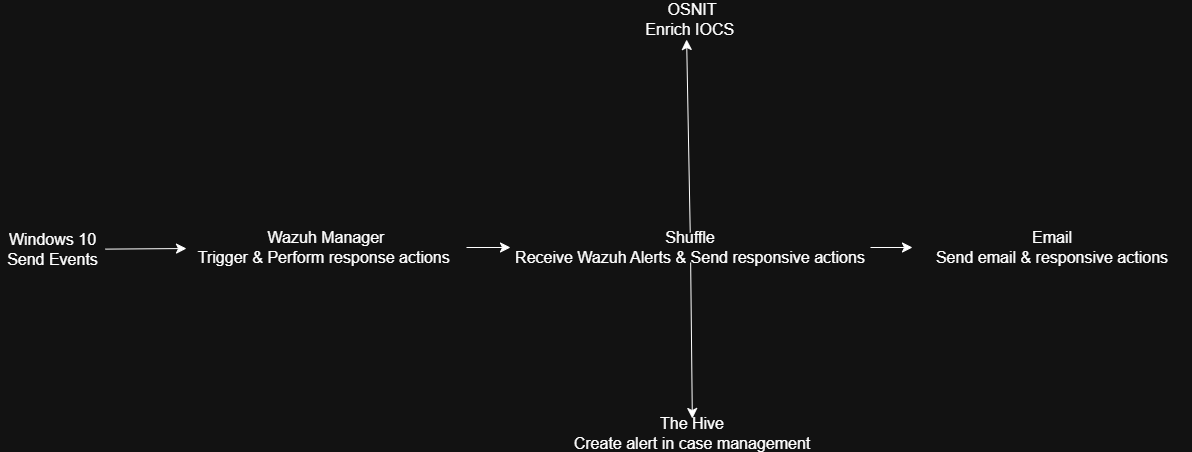 OSNIT
Enrich IOCS
Windows 10
Send Events
Wazuh Manager
Trigger & Perform response actions
Shuffle
Receive Wazuh Alerts & Send responsive actions
Email
Send email & responsive actions
The Hive
Create alert in case management